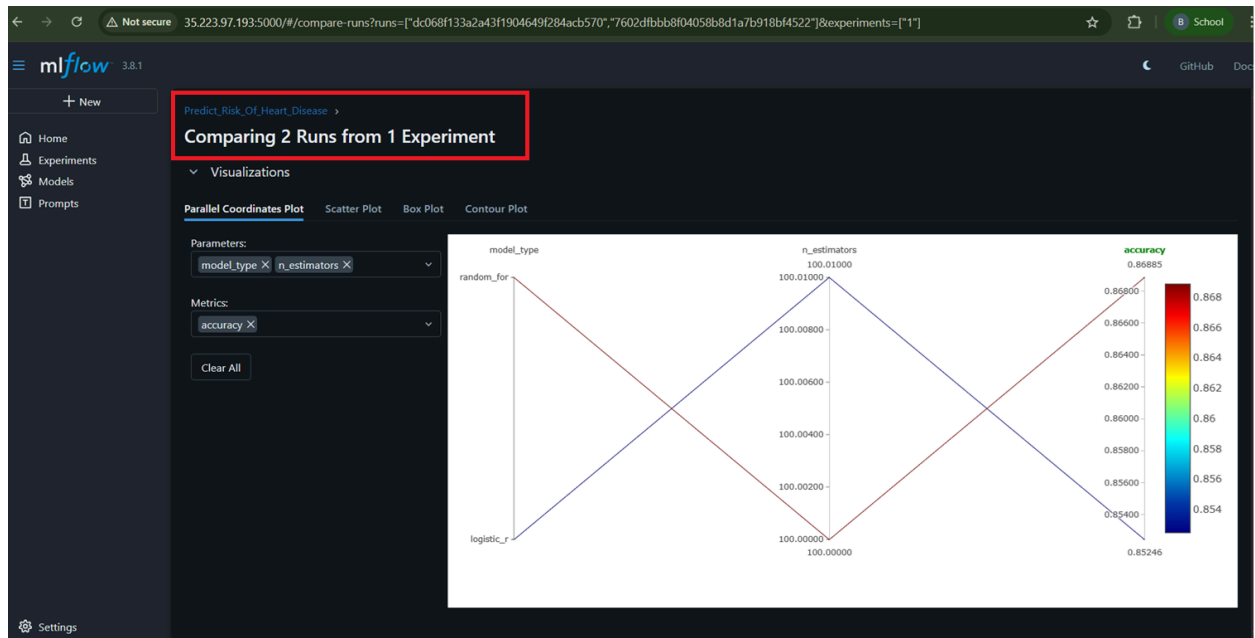 Not secure 35.223.97.193:5000/#/compare-runs?runs=["dc068f133a2a43f1904649f284acb570","7602dfbbb8f04058b8d1a7b918bf4522"]&experiments=["1"] B School
mlflow 3.8.1 GitHub Doc
+ New
Home
Experiments
Models
Prompts
Settings
Predict_Risk_Of_Heart_Disease ›
Comparing 2 Runs from 1 Experiment
Visualizations
Parallel Coordinates Plot Scatter Plot Box Plot Contour Plot
Parameters:
model_type × n_estimators ×
Metrics:
accuracy ×
Clear All
model_type
random_for
logistic_r
n_estimators
100.01000
100.01000
100.00800
100.00600
100.00400
100.00200
100.00000
100.00000
accuracy
0.86885
0.86800
0.86600
0.86400
0.86200
0.86000
0.85800
0.85600
0.85400
0.85246
0.868
0.866
0.864
0.862
0.86
0.858
0.856
0.854